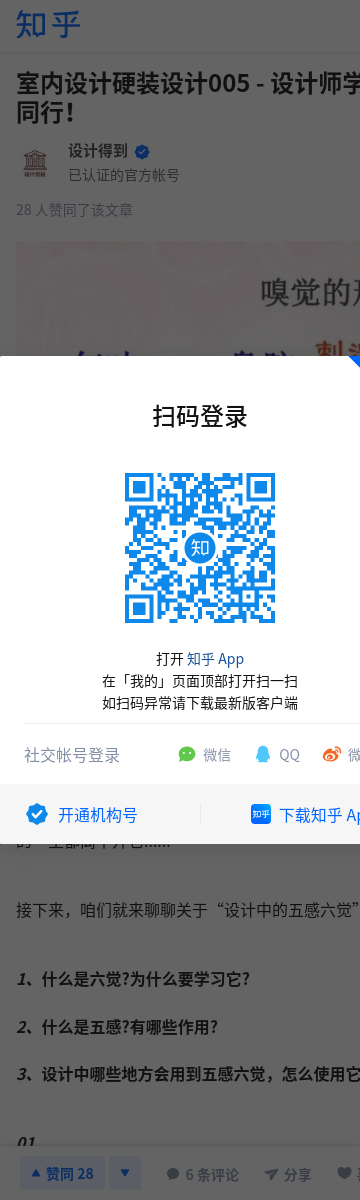 知乎
室内设计硬装设计005 - 设计师学
同行!
设计得到
已认证的官方帐号
28 人赞同了该文章
嗅觉的
扫码登录
知
打开 知乎 App
在「我的」页面顶部打开扫一扫
如扫码异常请下载最新版客户端
社交帐号登录 微信 QQ
开通机构号 知乎 下载知乎 Ap
接下来，咱们就来聊聊关于“设计中的五感六觉”
1、什么是六觉?为什么要学习它?
2、什么是五感?有哪些作用?
3、设计中哪些地方会用到五感六觉，怎么使用它
01
赞同 28 6 条评论 分享